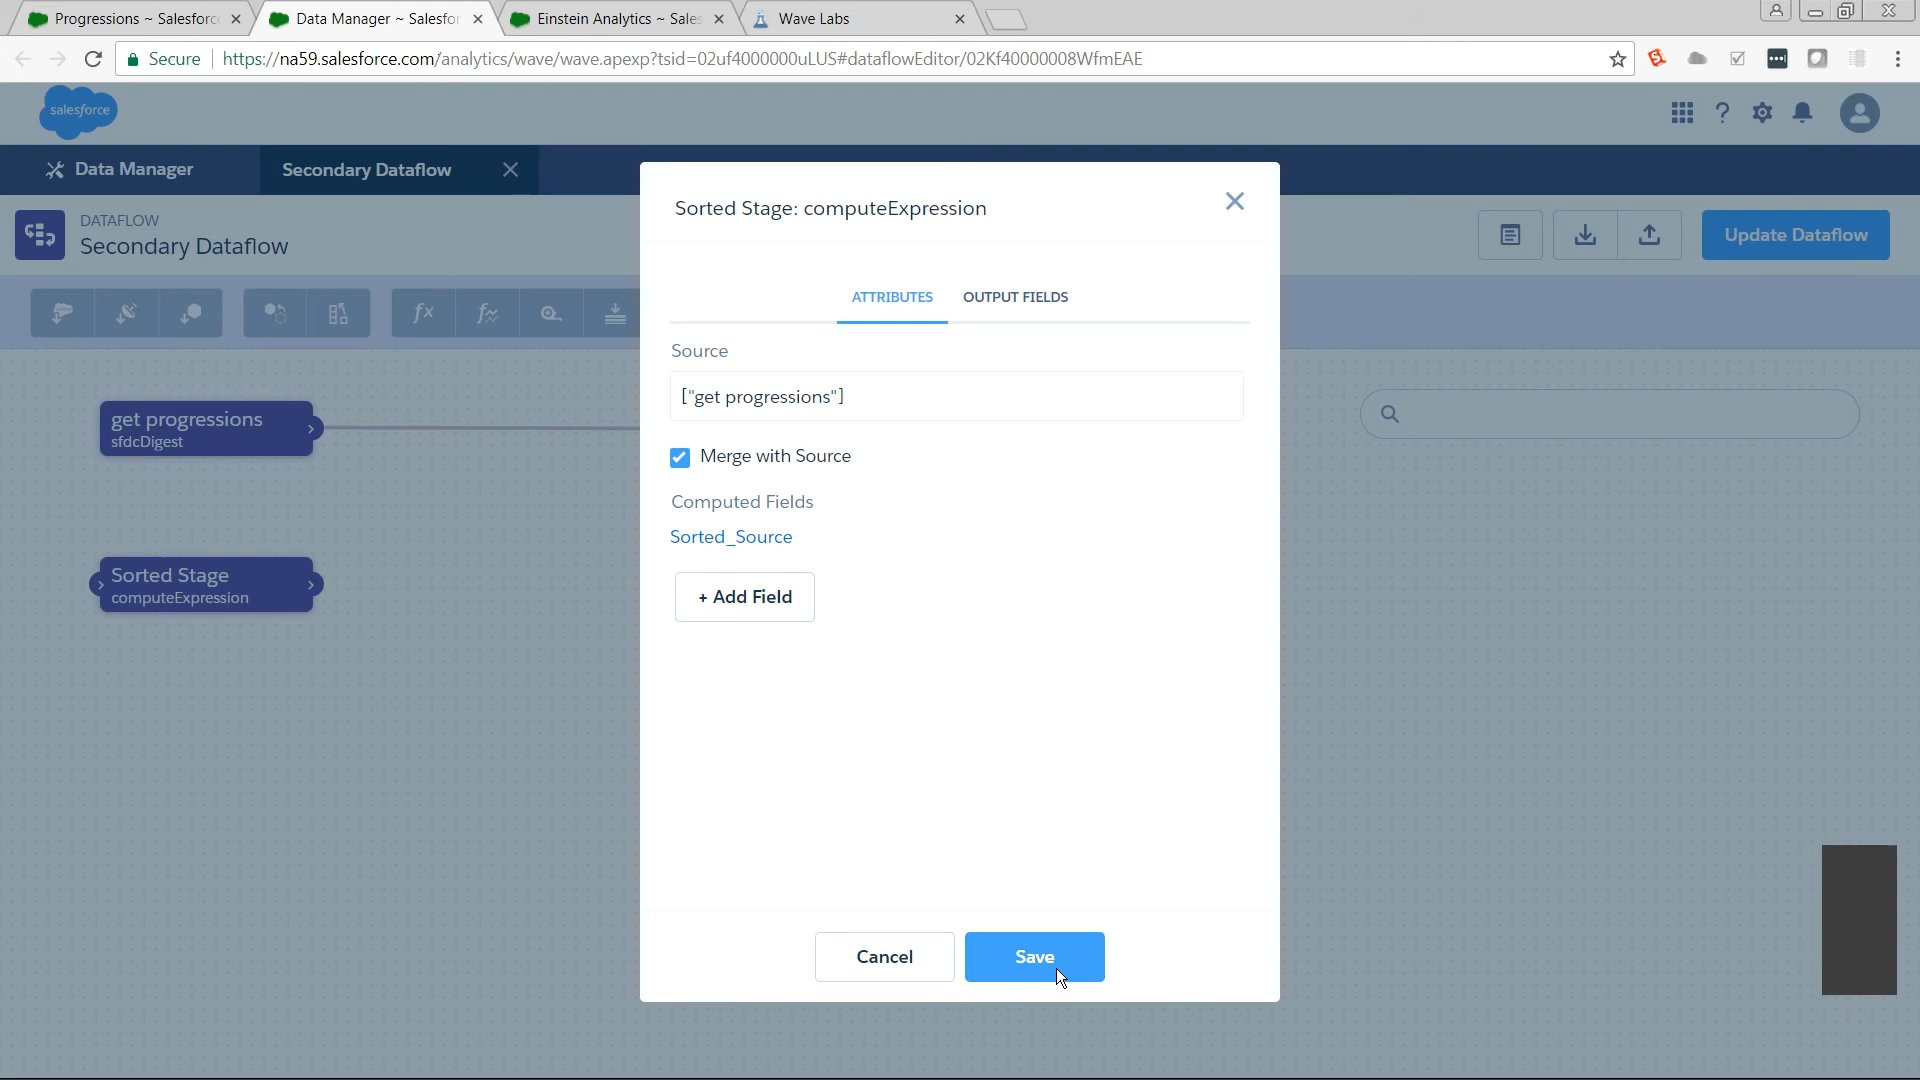 Progressions ~ Salesforc
Data Manager ~ Salesfor
Einstein Analytics ~ Sales
Wave Labs
Secure
https://na59.salesforce.com/analytics/wave/wave.apexp?tsid=02uf4000000uLUS#dataflowEditor/02Kf40000008WfmEAE
salesforce
Data Manager
Secondary Dataflow
DATAFLOW
Secondary Dataflow
Update Dataflow
fx
get progressions
sfdcDigest
Sorted Stage
computeExpression
Sorted Stage: computeExpression
ATTRIBUTES
OUTPUT FIELDS
Source
["get progressions"]
Merge with Source
Computed Fields
Sorted_Source
+ Add Field
Cancel
Save